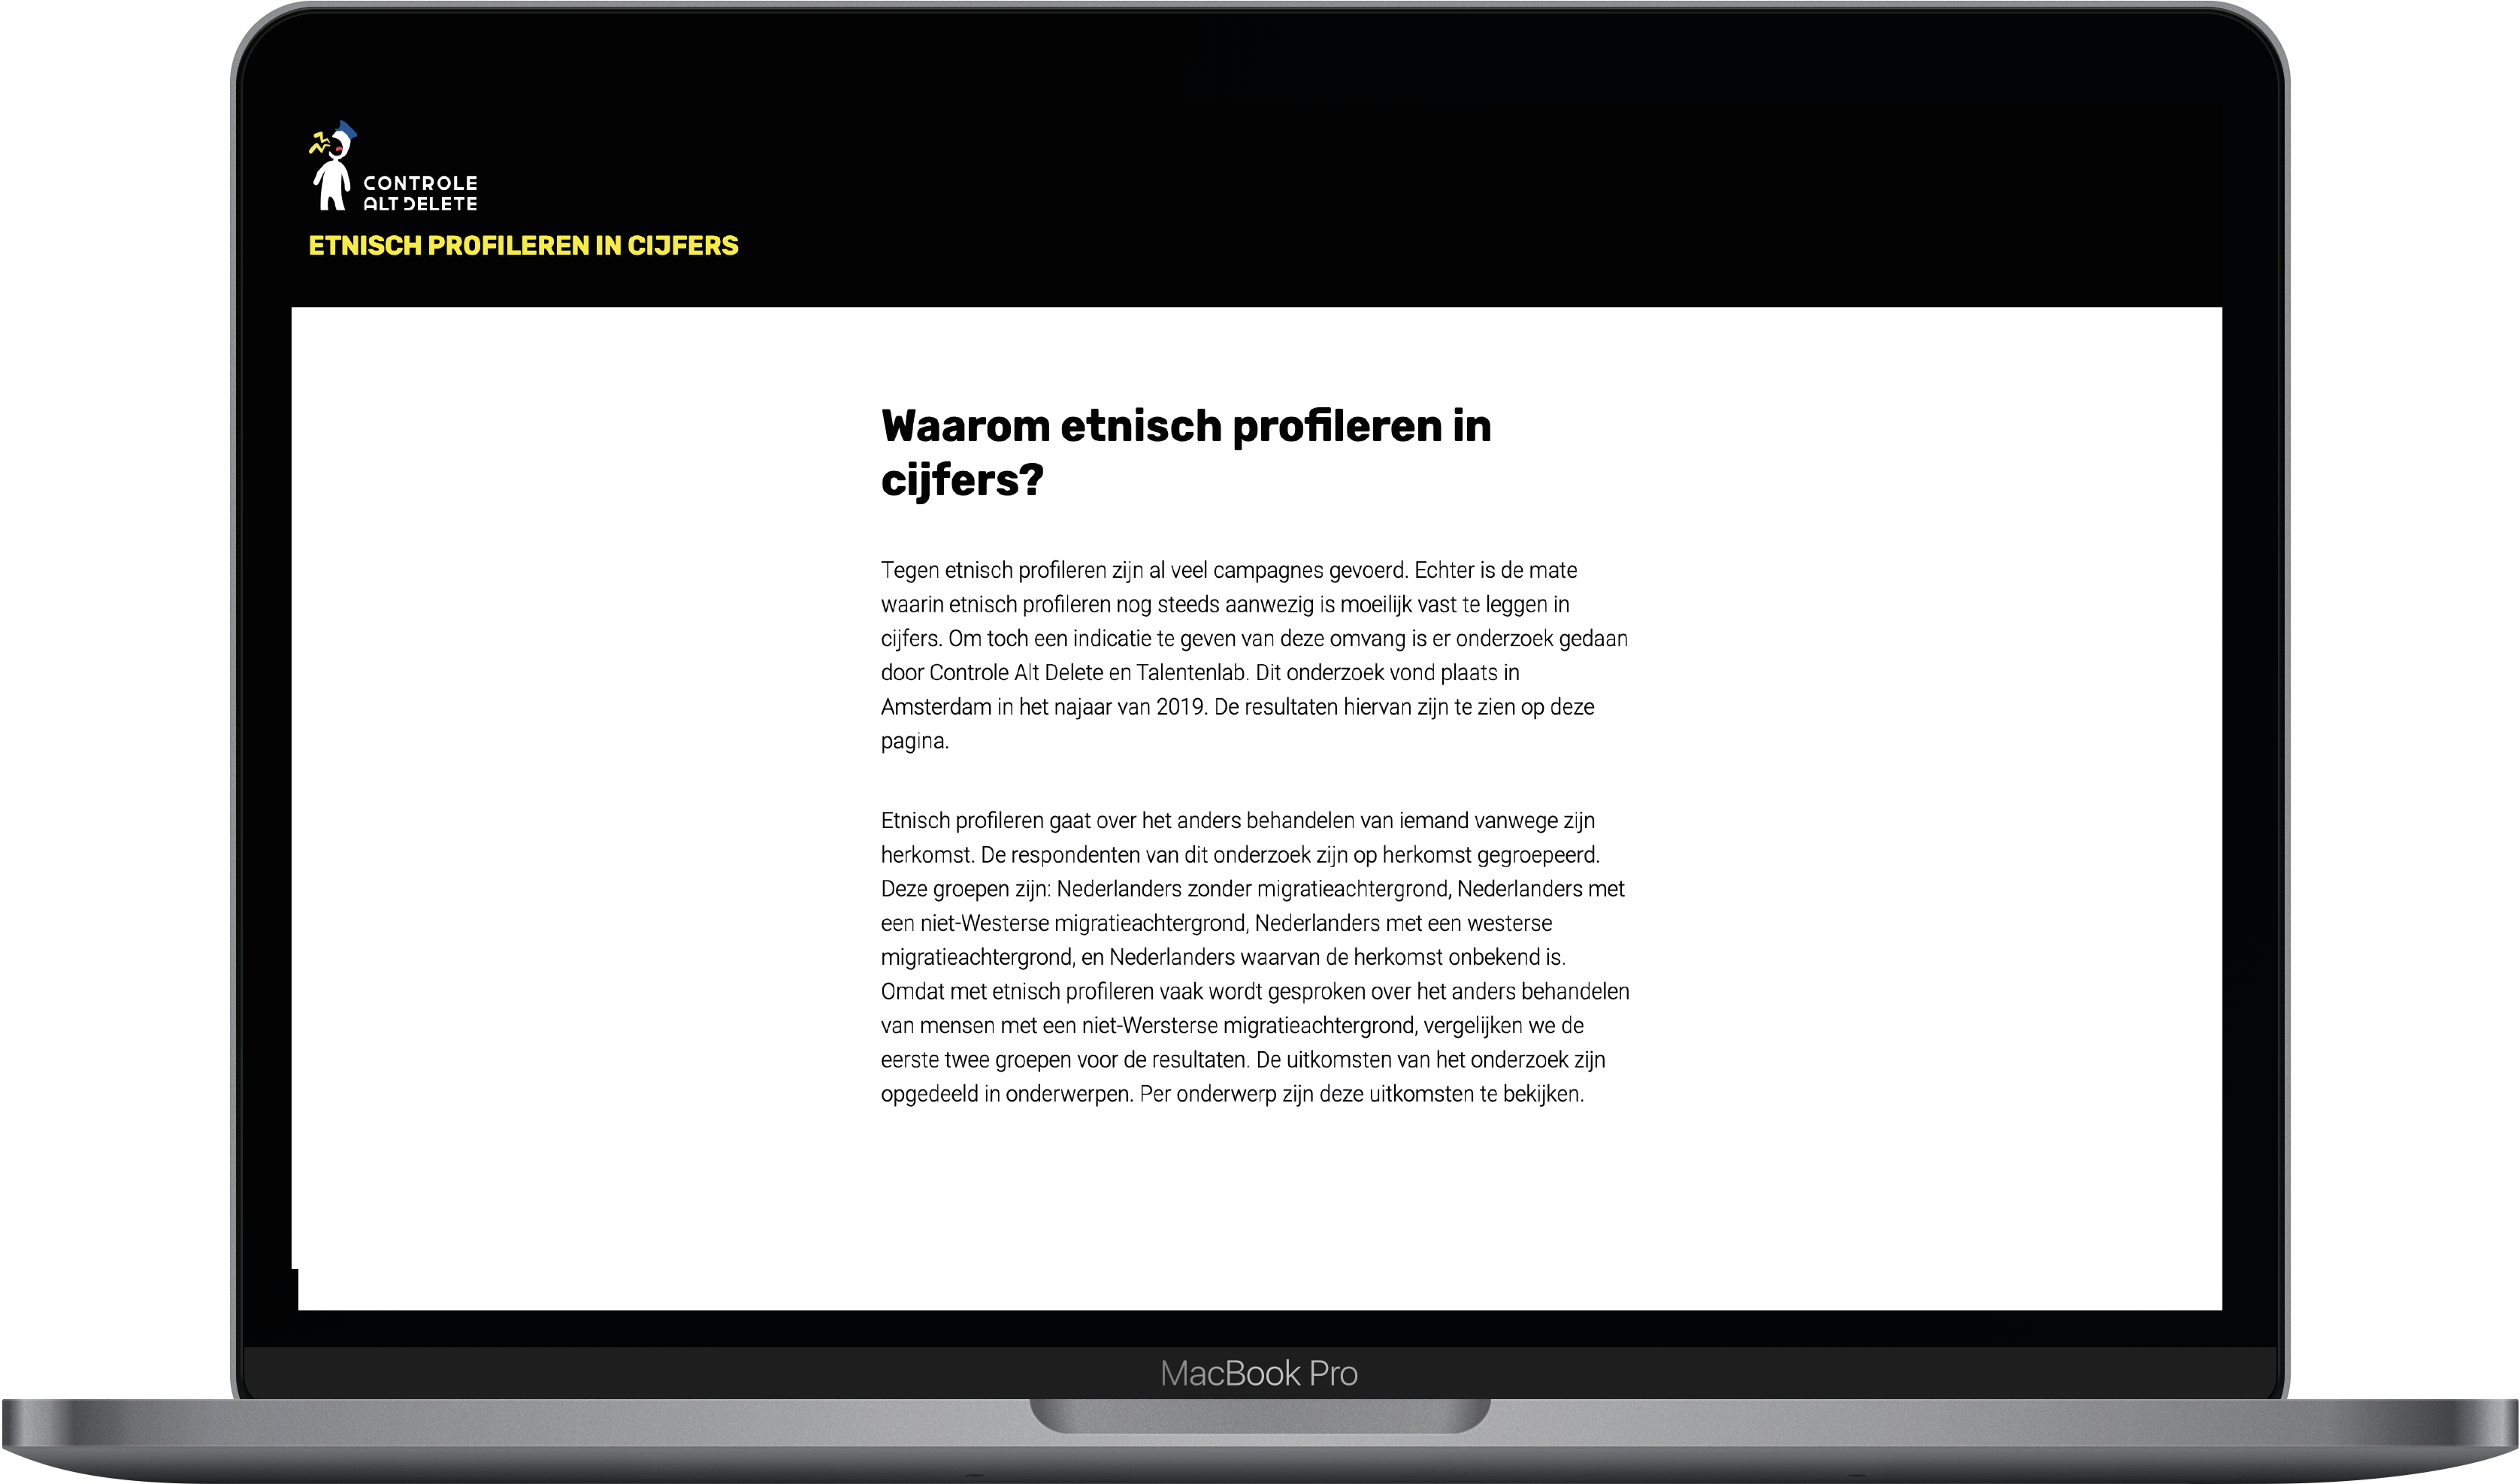 CONTROLE
ALT DELETE
ETNISCH PROFILEREN IN CIJFERS
Waarom etnisch profileren in
cijfers?
Tegen etnisch profileren zijn al veel campagnes gevoerd. Echter is de mate
waarin etnisch profileren nog steeds aanwezig is moeilijk vast te leggen in
cijfers. Om toch een indicatie te geven van deze omvang is er onderzoek gedaan
door Controle Alt Delete en Talentenlab. Dit onderzoek vond plaats in
Amsterdam in het najaar van 2019. De resultaten hiervan zijn te zien op deze
pagina.
Etnisch profileren gaat over het anders behandelen van iemand vanwege zijn
herkomst. De respondenten van dit onderzoek zijn op herkomst gegroepeerd.
Deze groepen zijn: Nederlanders zonder migratieachtergrond, Nederlanders met
een niet-Westerse migratieachtergrond, Nederlanders met een westerse
migratieachtergrond, en Nederlanders waarvan de herkomst onbekend is.
Omdat met etnisch profileren vaak wordt gesproken over het anders behandelen
van mensen met een niet-Wersterse migratieachtergrond, vergelijken we de
eerste twee groepen voor de resultaten. De uitkomsten van het onderzoek zijn
opgedeeld in onderwerpen. Per onderwerp zijn deze uitkomsten te bekijken.
MacBook Pro